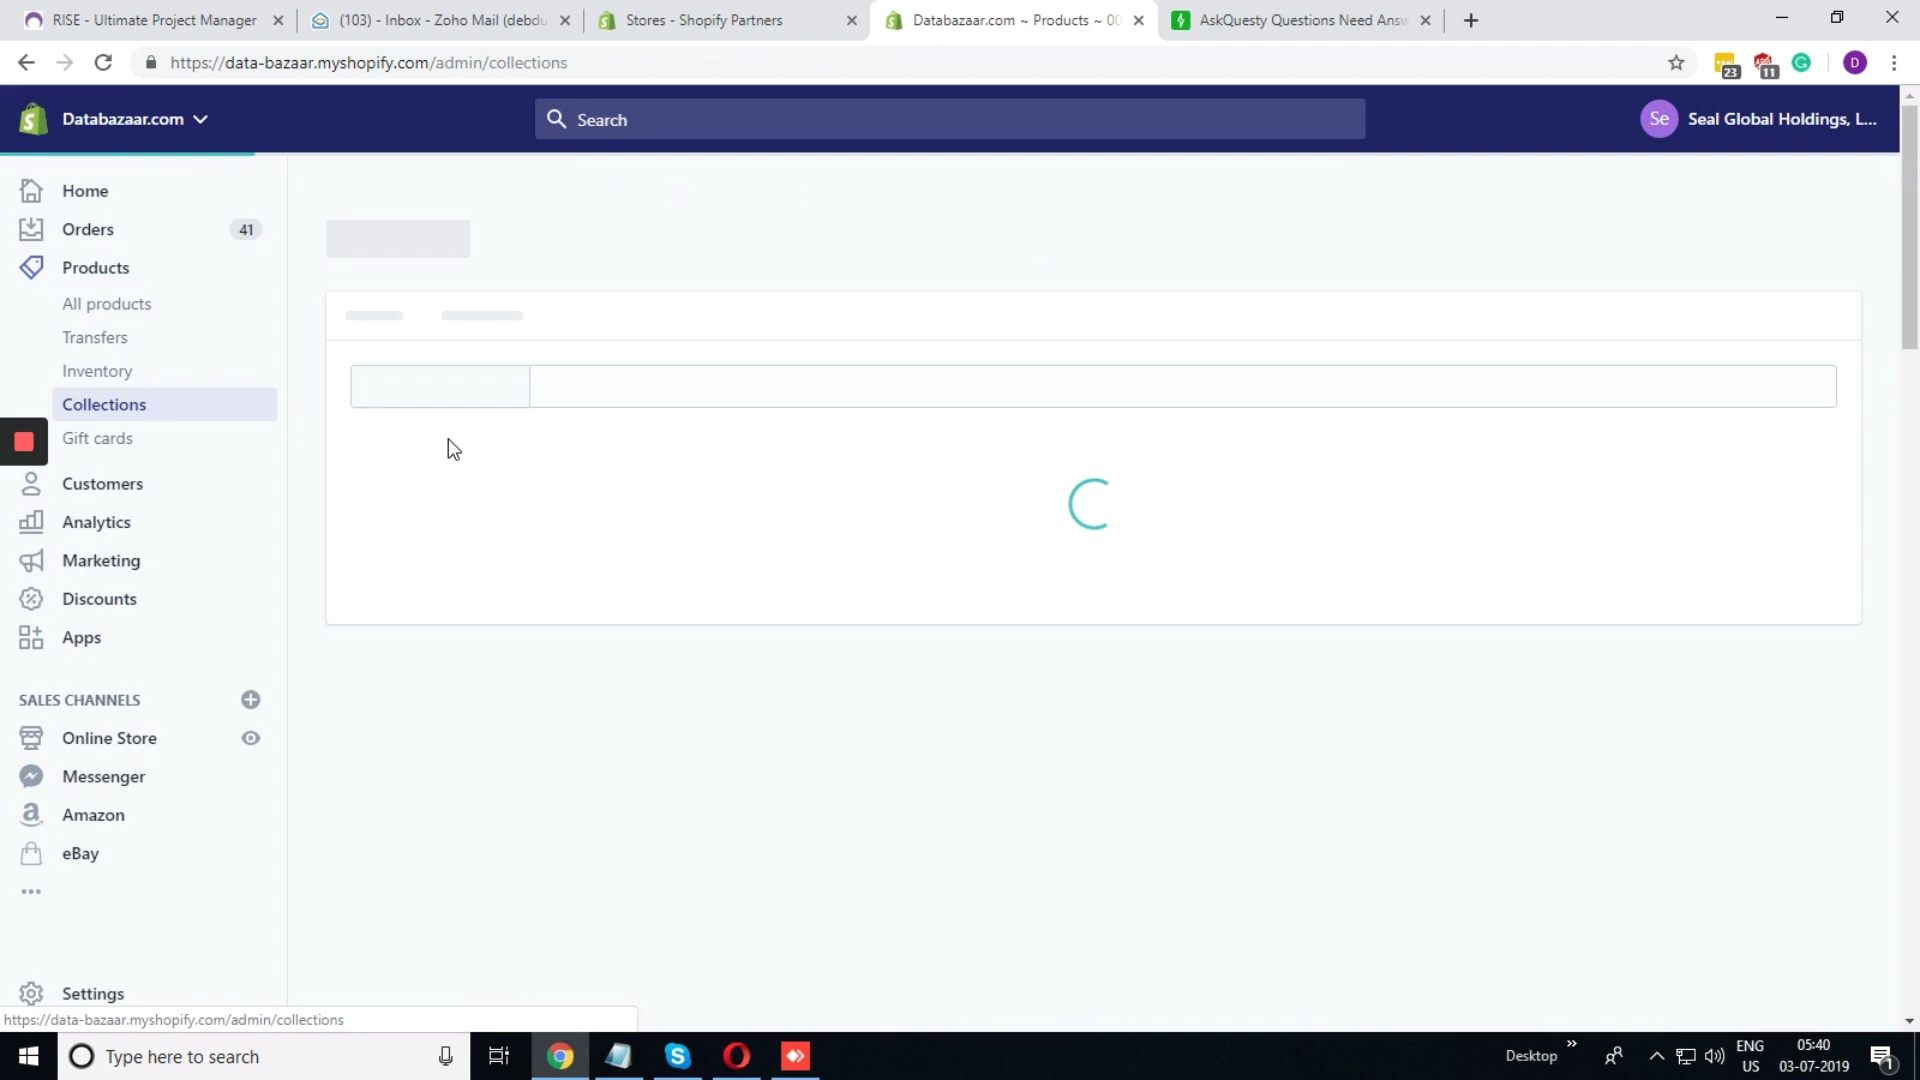 RISE - Ultimate Project Manager
(103) - Inbox - Zoho Mail (debdu
Stores - Shopify Partners
Databazaar.com ~ Products ~ 00
AskQuesty Questions Need Answ
https://data-bazaar.myshopify.com/admin/collections
23
11
D
Databazaar.com
Search
Se
Seal Global Holdings, L...
Home
Orders
41
Products
All products
Transfers
Inventory
Collections
Gift cards
Customers
Analytics
Marketing
Discounts
Apps
SALES CHANNELS
Online Store
Messenger
Amazon
eBay
Settings
https://data-bazaar.myshopify.com/admin/collections
Type here to search
Desktop
ENG
US
05:40
03-07-2019
1